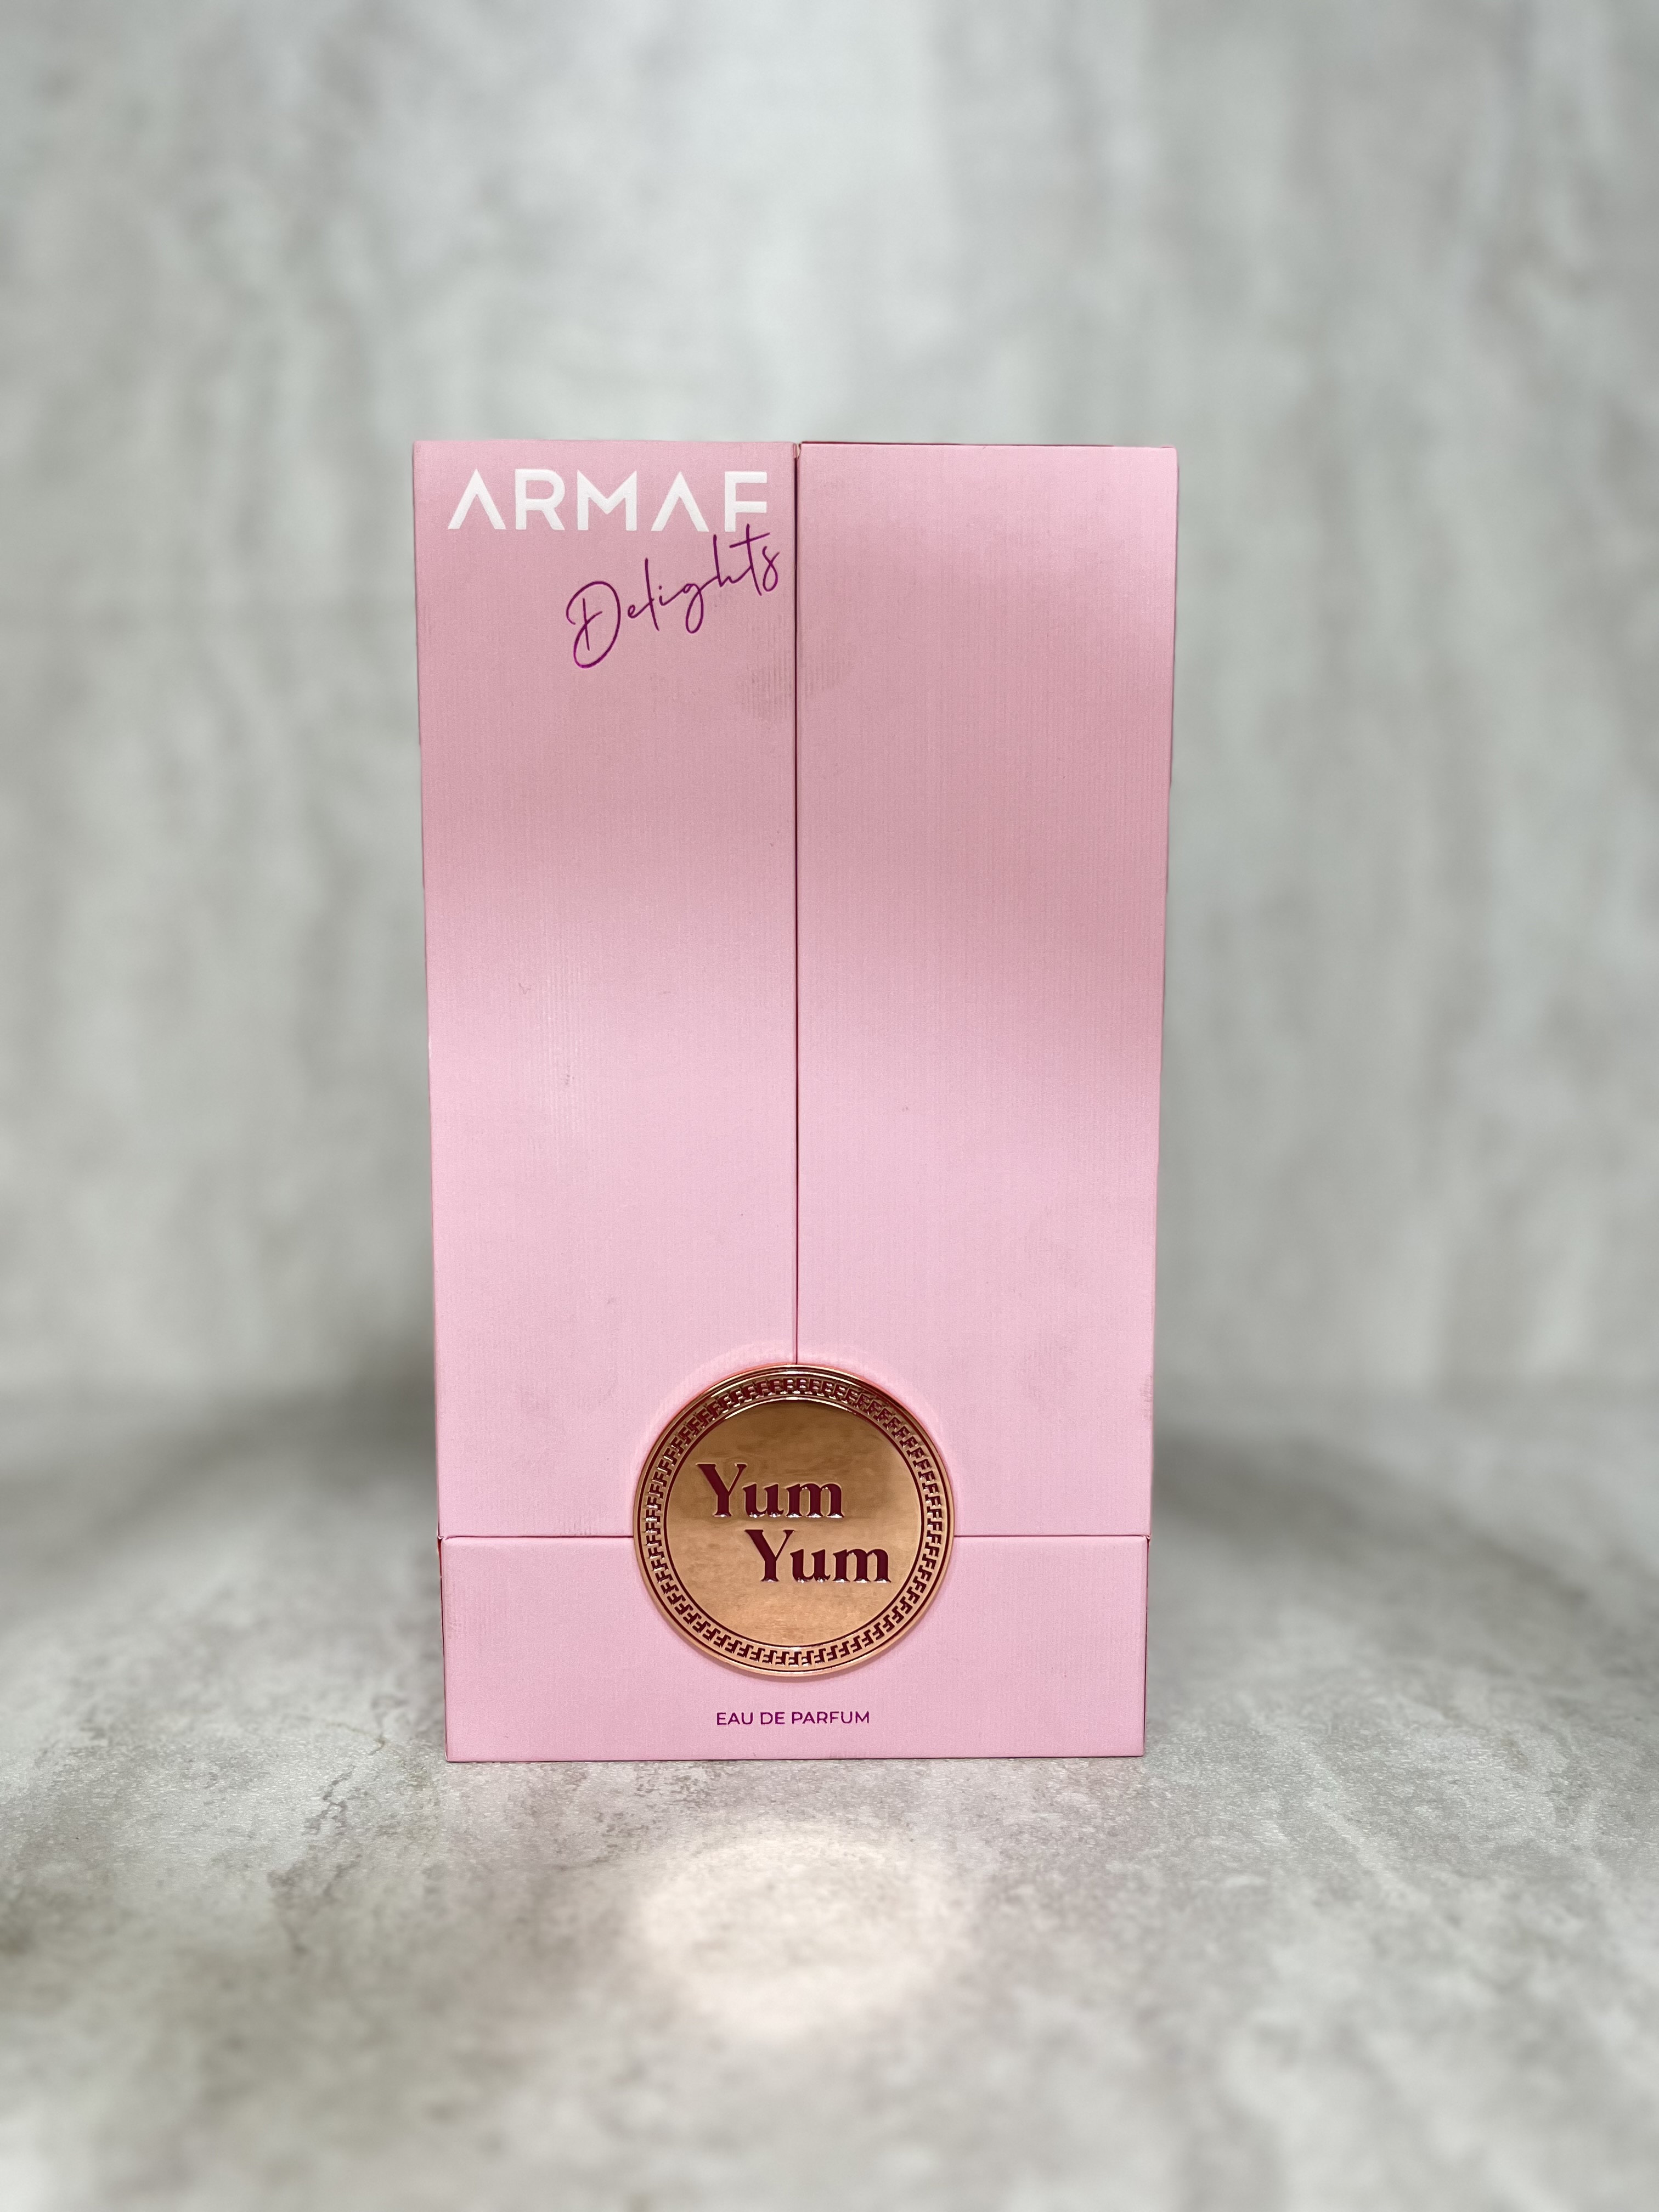 ARMAF
Delights
Yum
Yum
EAU DE PARFUM